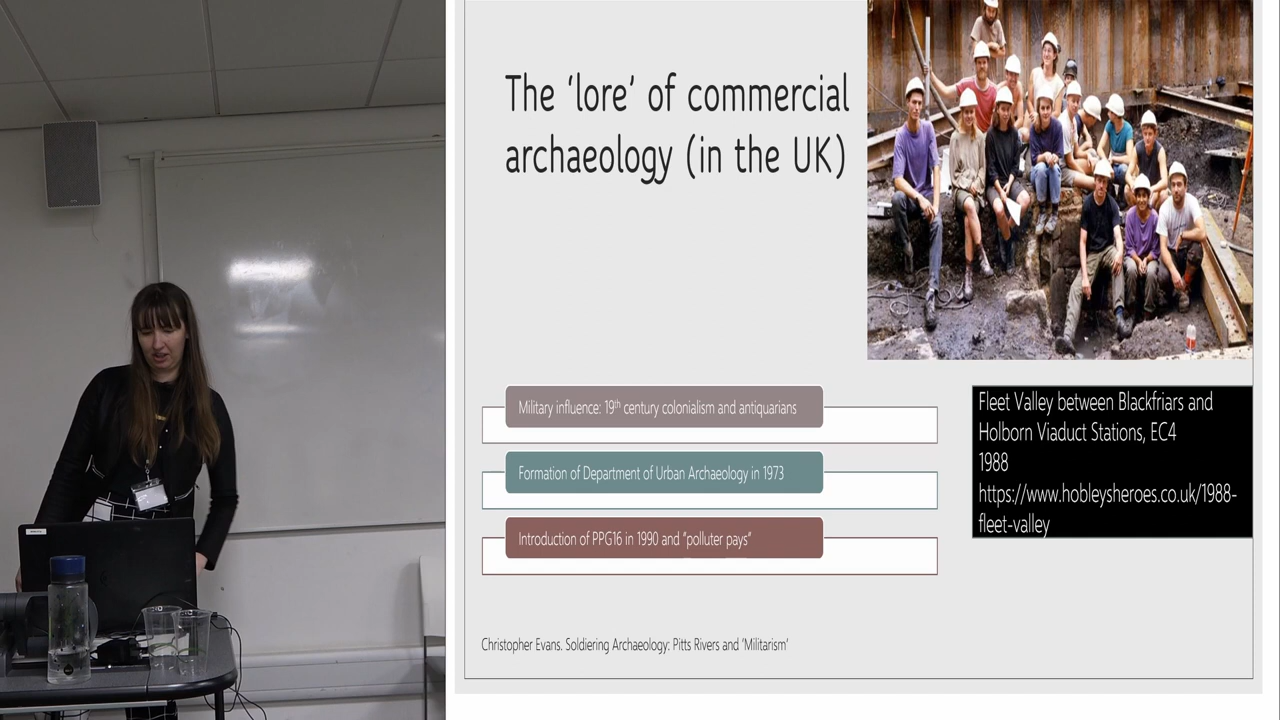 The ‘lore’ of commercial
archaeology (in the UK)
Military influence: 19th century colonialism and antiquarians
Formation of Department of Urban Archaeology in 1973
Introduction of PPG16 in 1990 and “polluter pays”
Fleet Valley between Blackfriars and
Holborn Viaduct Stations, EC4
1988
https://www.hobleysheroes.co.uk/1988-
fleet-valley
Christopher Evans. Soldiering Archaeology: Pitts Rivers and ‘Militarism’